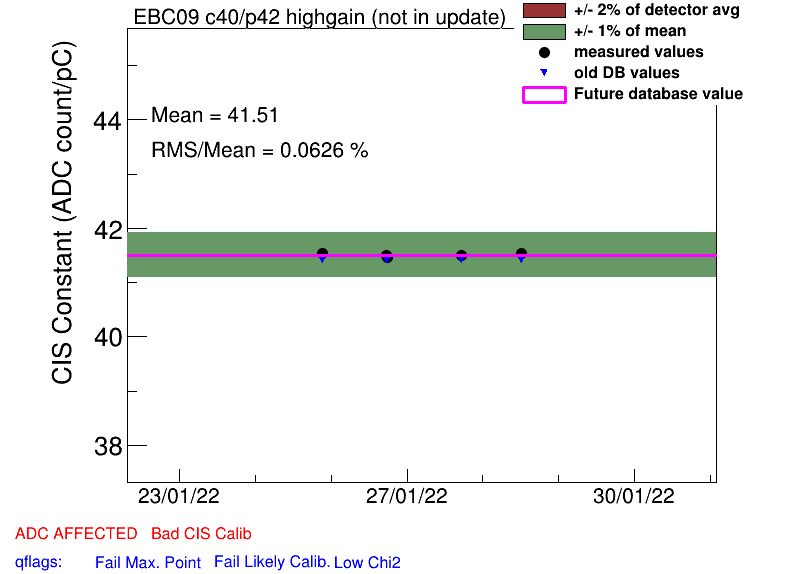 EBC09 c40/p42 highgain (not in update)
+/- 2% of detector avg
+/- 1% of mean
measured values
old DB values
Future database value
CIS Constant (ADC count/pC)
Mean = 41.51
RMS/Mean = 0.0626 %
44
42
40
38
23/01/22 27/01/22 30/01/22
ADC AFFECTED Bad CIS Calib
qflags: Fail Max. Point Fail Likely Calib. Low Chi2